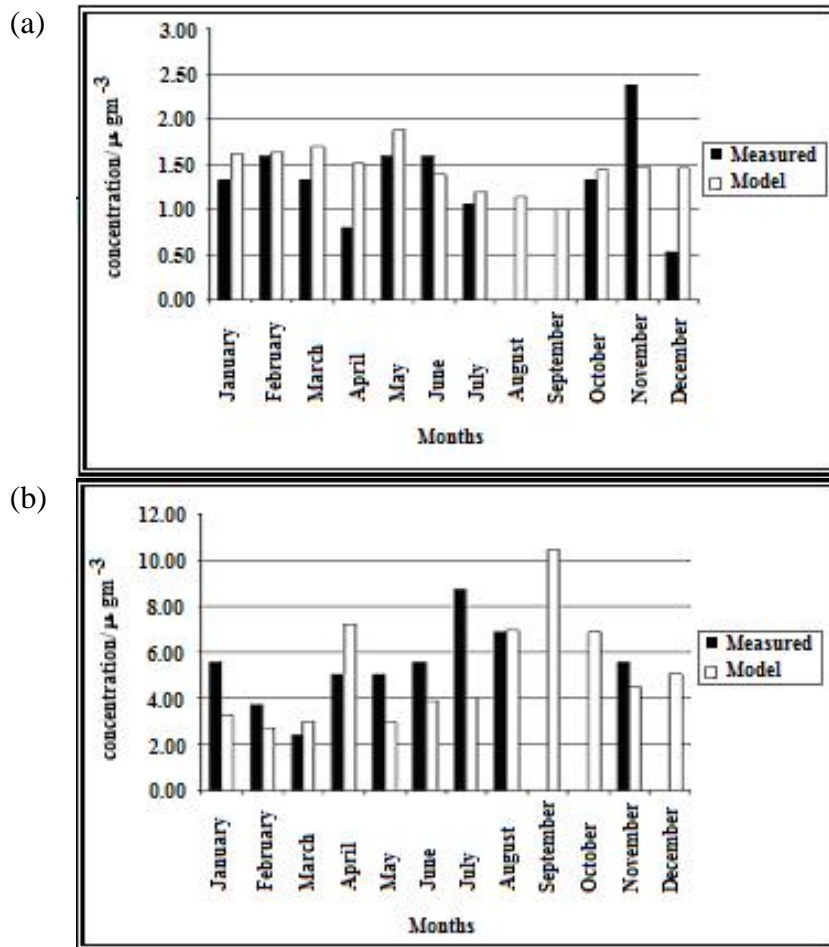 (a)
3.00
2.50
2.00
1.50
1.00
0.50
0.00
concentration/μ gm⁻³
January
February
March
April
May
June
July
August
September
October
November
December
Months
Measured
Model
(b)
12.00
10.00
8.00
6.00
4.00
2.00
0.00
concentration/μ gm⁻³
January
February
March
April
May
June
July
August
September
October
November
December
Months
Measured
Model